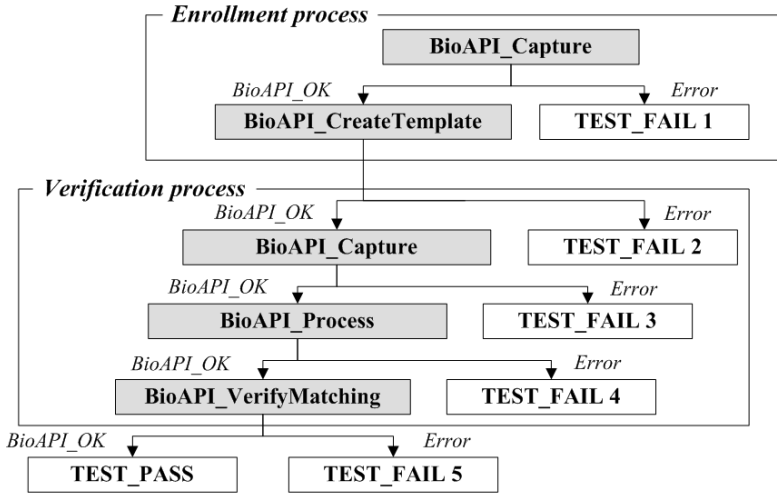 Enrollment process
BioAPI_Capture
BioAPI_OK
Error
BioAPI_CreateTemplate
TEST_FAIL 1
Verification process
BioAPI_OK
Error
BioAPI_Capture
TEST_FAIL 2
BioAPI_OK
Error
BioAPI_Process
TEST_FAIL 3
BioAPI_OK
Error
BioAPI_VerifyMatching
TEST_FAIL 4
BioAPI_OK
Error
TEST_PASS
TEST_FAIL 5